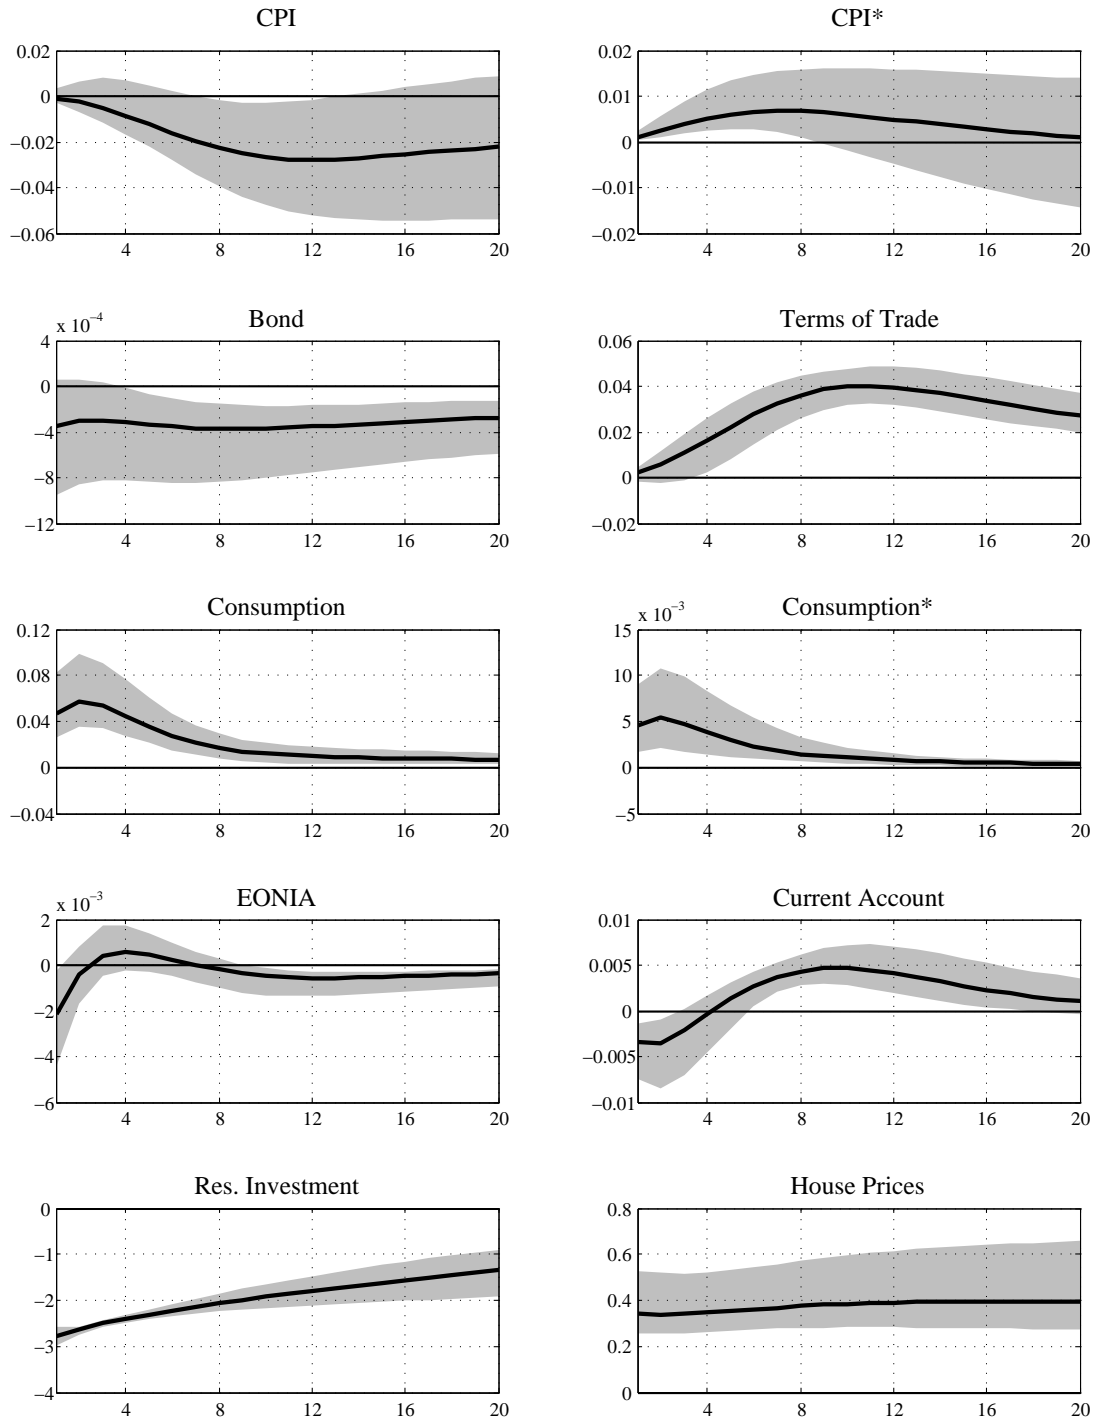 CPI
0.02
0
−0.02
−0.04
−0.06
4 8 12 16 20
CPI*
0.02
0.01
0
−0.01
−0.02
4 8 12 16 20
Bond
x 10⁻⁴
4
0
−4
−8
−12
4 8 12 16 20
Terms of Trade
0.06
0.04
0.02
0
−0.02
4 8 12 16 20
Consumption
0.12
0.08
0.04
0
−0.04
4 8 12 16 20
Consumption*
x 10⁻³
15
10
5
0
−5
4 8 12 16 20
EONIA
x 10⁻³
2
0
−2
−4
−6
4 8 12 16 20
Current Account
0.01
0.005
0
−0.005
−0.01
4 8 12 16 20
Res. Investment
0
−1
−2
−3
−4
4 8 12 16 20
House Prices
0.8
0.6
0.4
0.2
0
4 8 12 16 20